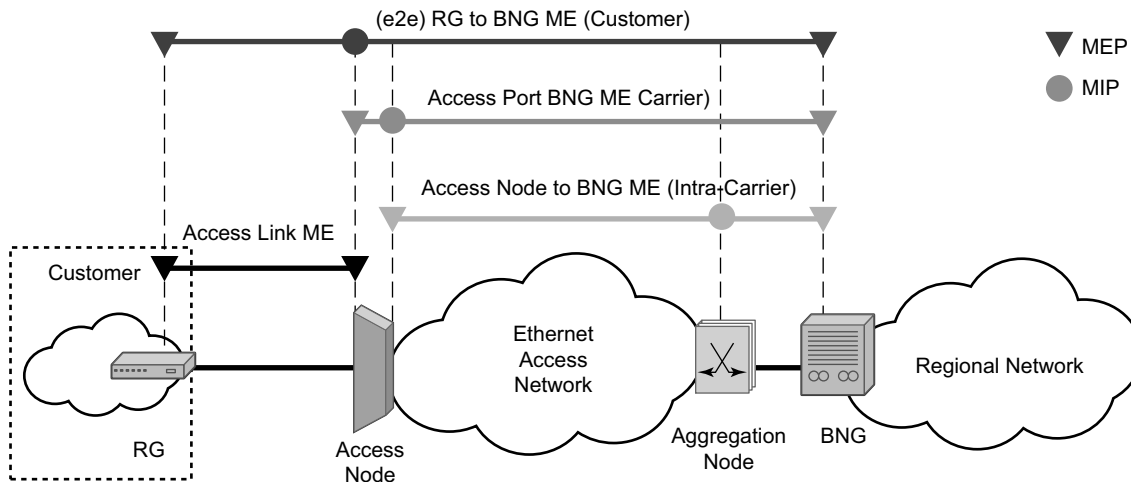 (e2e) RG to BNG ME (Customer)
MEP
MIP
Access Port BNG ME Carrier)
Access Node to BNG ME (Intra-Carrier)
Access Link ME
Customer
Ethernet
Access
Network
Regional Network
RG
Access
Node
Aggregation
Node
BNG